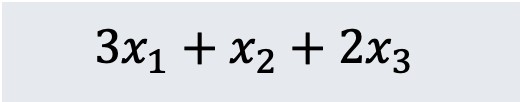 3x₁ + x₂ + 2x₃